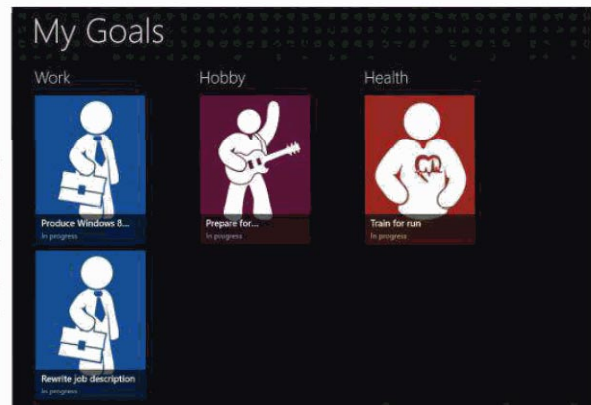 My Goals
Work
Hobby
Health
Produce Windows 8...
In progress
Prepare for...
In progress
Train for run
In progress
Rewrite job description
In progress